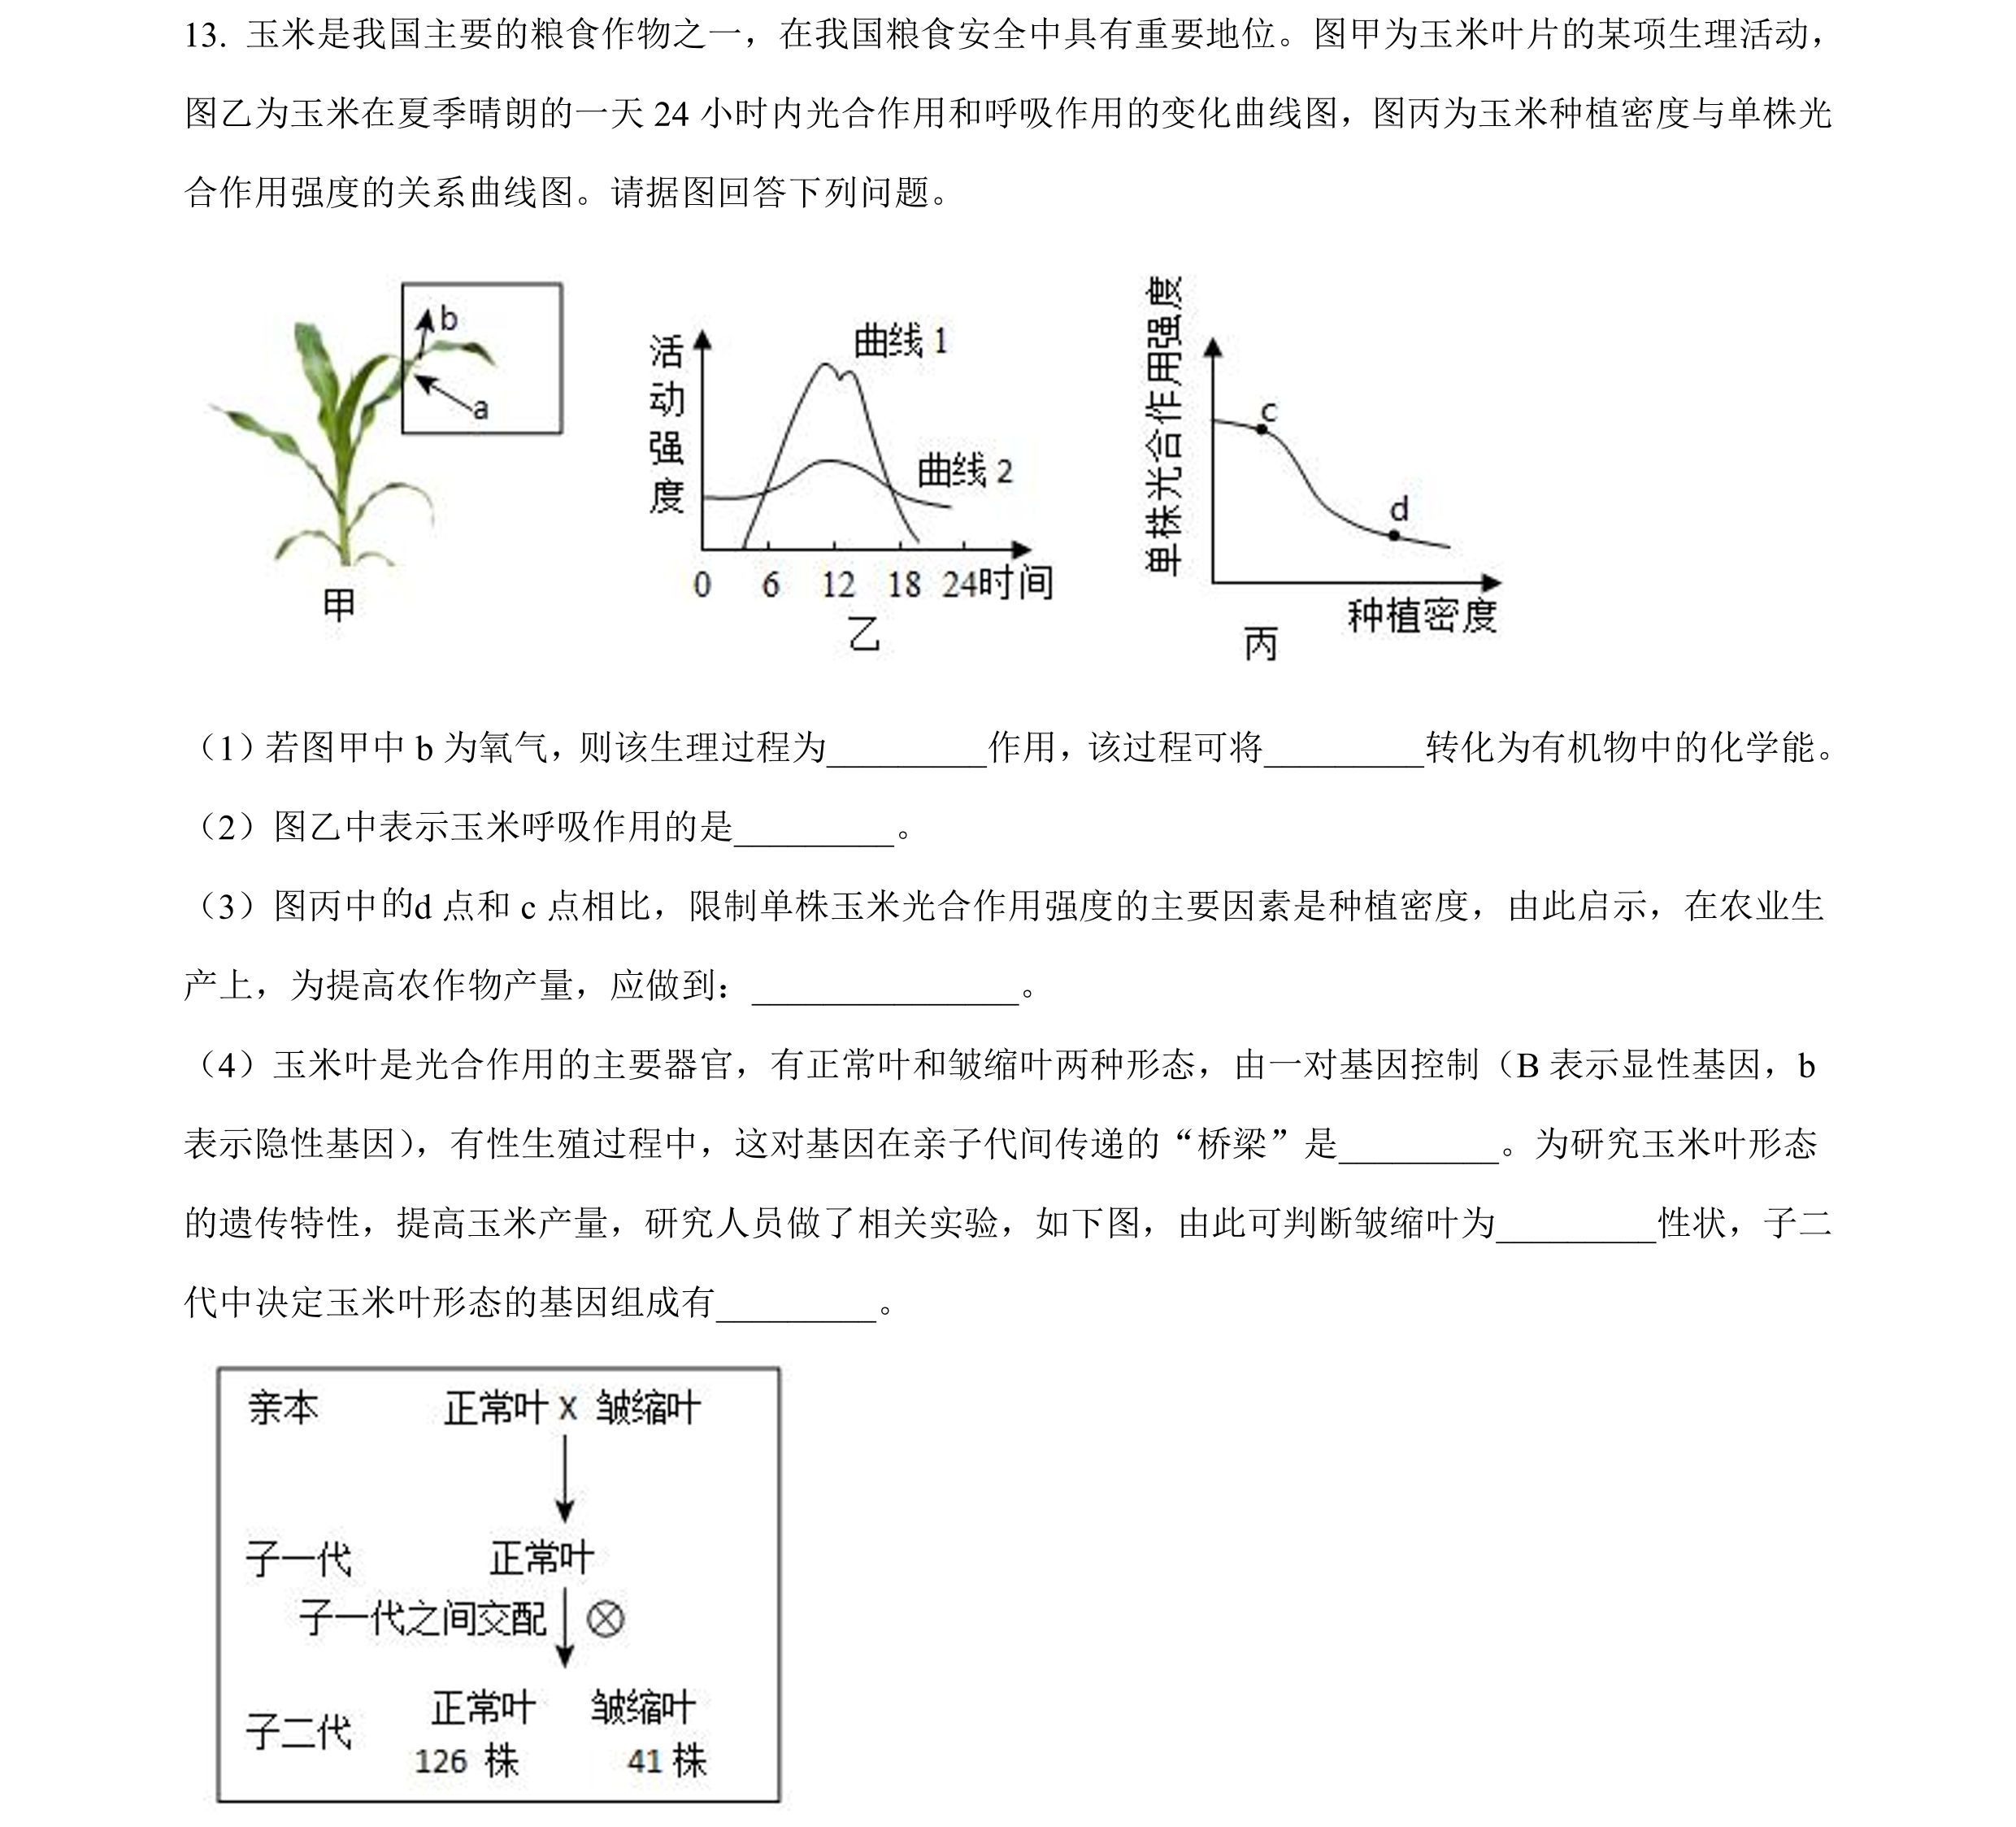 13. 玉米是我国主要的粮食作物之一，在我国粮食安全中具有重要地位。图甲为玉米叶片的某项生理活动，
图乙为玉米在夏季晴朗的一天 24 小时内光合作用和呼吸作用的变化曲线图，图丙为玉米种植密度与单株光
合作用强度的关系曲线图。请据图回答下列问题。
b
a
甲
活动强度
曲线 1
曲线 2
0 6 12 18 24时间
乙
单株光合作用强度
c
d
种植密度
丙
（1）若图甲中 b 为氧气，则该生理过程为_________作用，该过程可将_________转化为有机物中的化学能。
（2）图乙中表示玉米呼吸作用的是_________。
（3）图丙中的d 点和 c 点相比，限制单株玉米光合作用强度的主要因素是种植密度，由此启示，在农业生
产上，为提高农作物产量，应做到：_______________。
（4）玉米叶是光合作用的主要器官，有正常叶和皱缩叶两种形态，由一对基因控制（B 表示显性基因，b
表示隐性基因），有性生殖过程中，这对基因在亲子代间传递的“桥梁”是_________。为研究玉米叶形态
的遗传特性，提高玉米产量，研究人员做了相关实验，如下图，由此可判断皱缩叶为_________性状，子二
代中决定玉米叶形态的基因组成有_________。
亲本 正常叶 x 皱缩叶
子一代 正常叶
子一代之间交配
子二代 正常叶 皱缩叶
126 株 41 株